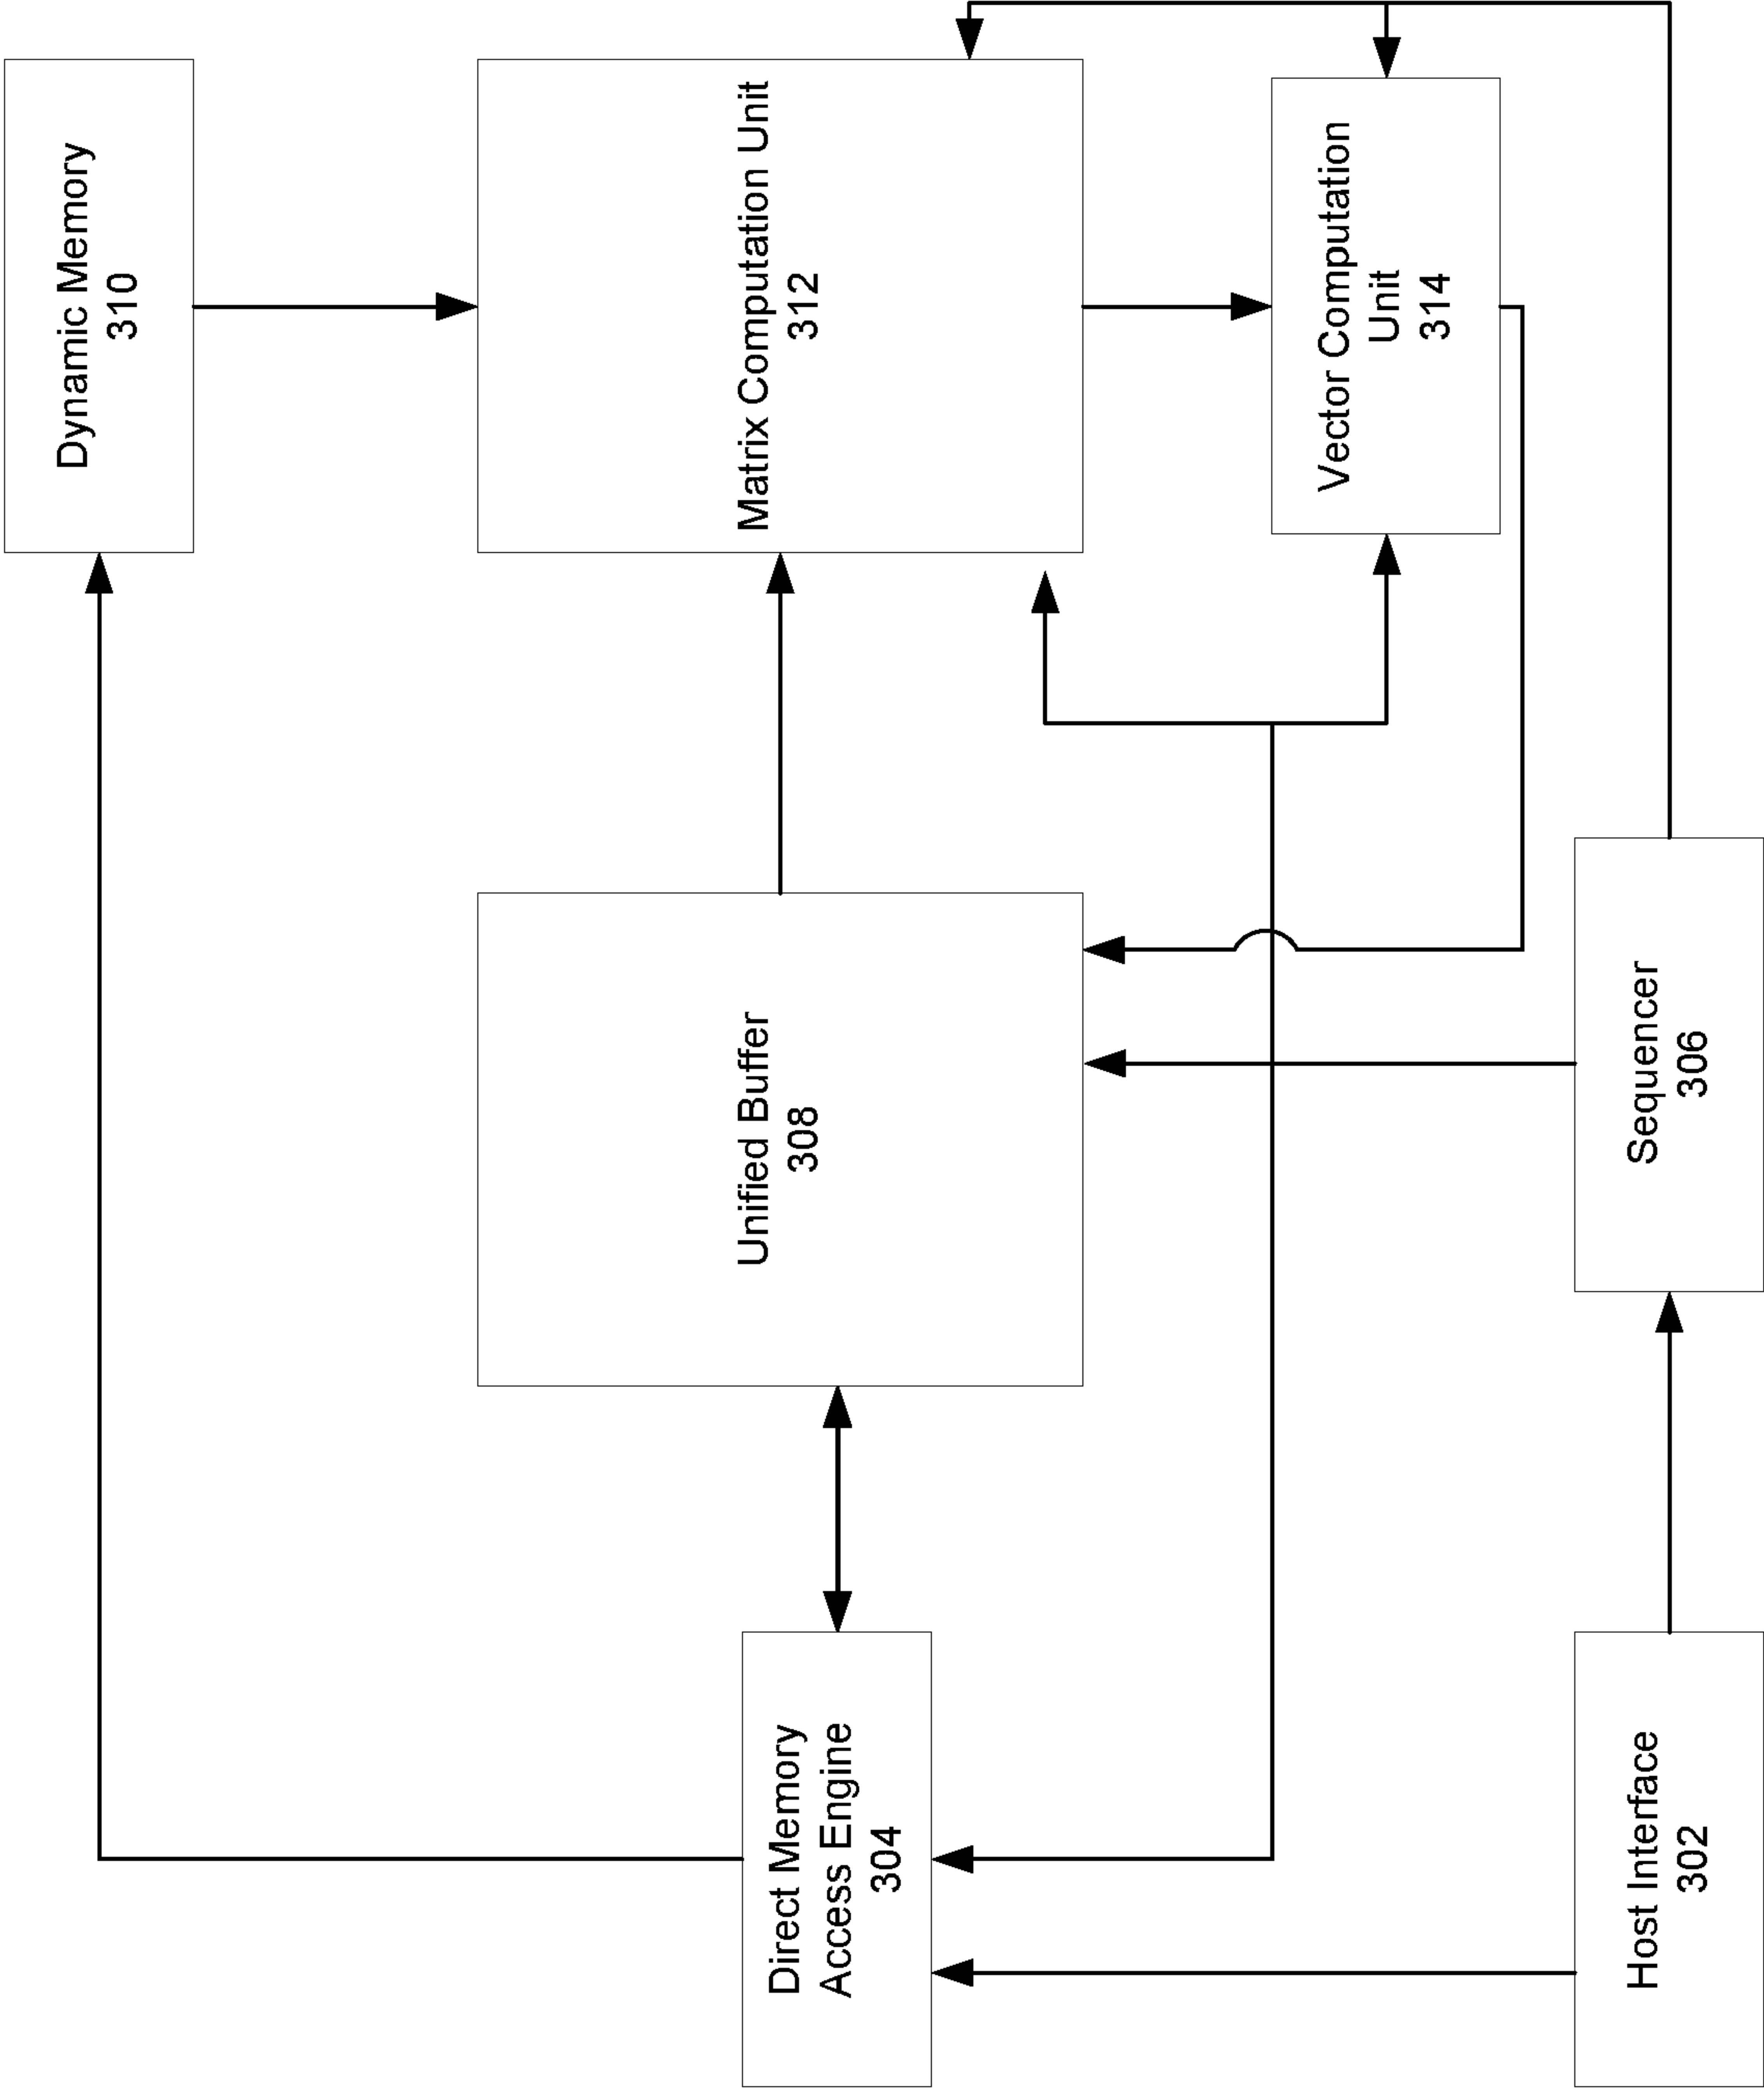 Dynamic Memory
310
Direct Memory
Access Engine
304
Unified Buffer
308
Matrix Computation Unit
312
Vector Computation
Unit
314
Host Interface
302
Sequencer
306